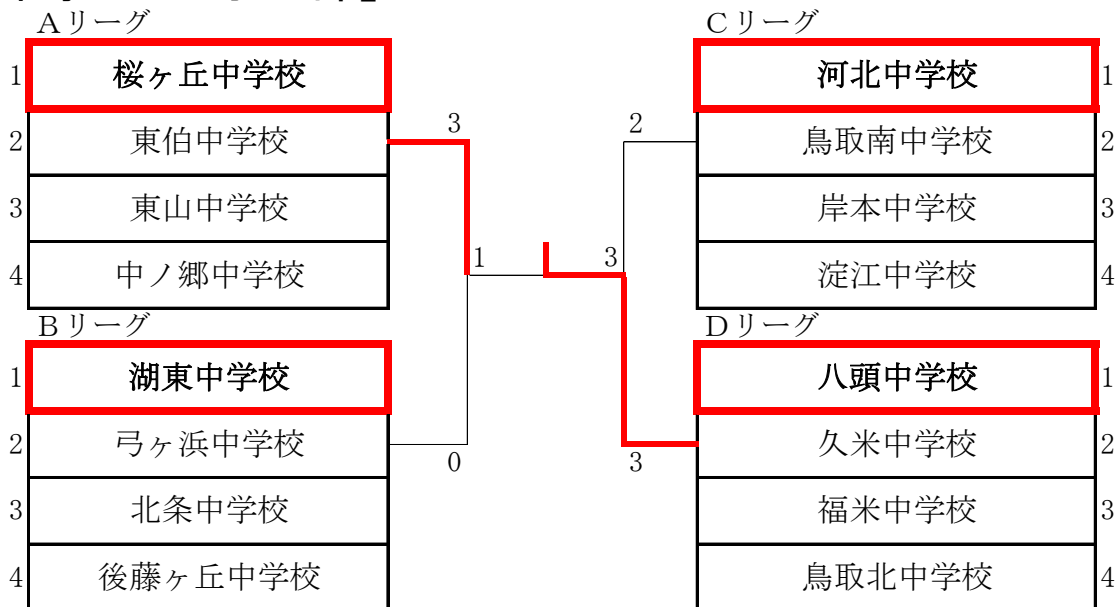 Aリーグ
1 桜ヶ丘中学校
2 東伯中学校
3 東山中学校
4 中ノ郷中学校
Bリーグ
1 湖東中学校
2 弓ヶ浜中学校
3 北条中学校
4 後藤ヶ丘中学校
3
1
0
2
3
3
Cリーグ
河北中学校 1
鳥取南中学校 2
岸本中学校 3
淀江中学校 4
Dリーグ
八頭中学校 1
久米中学校 2
福米中学校 3
鳥取北中学校 4